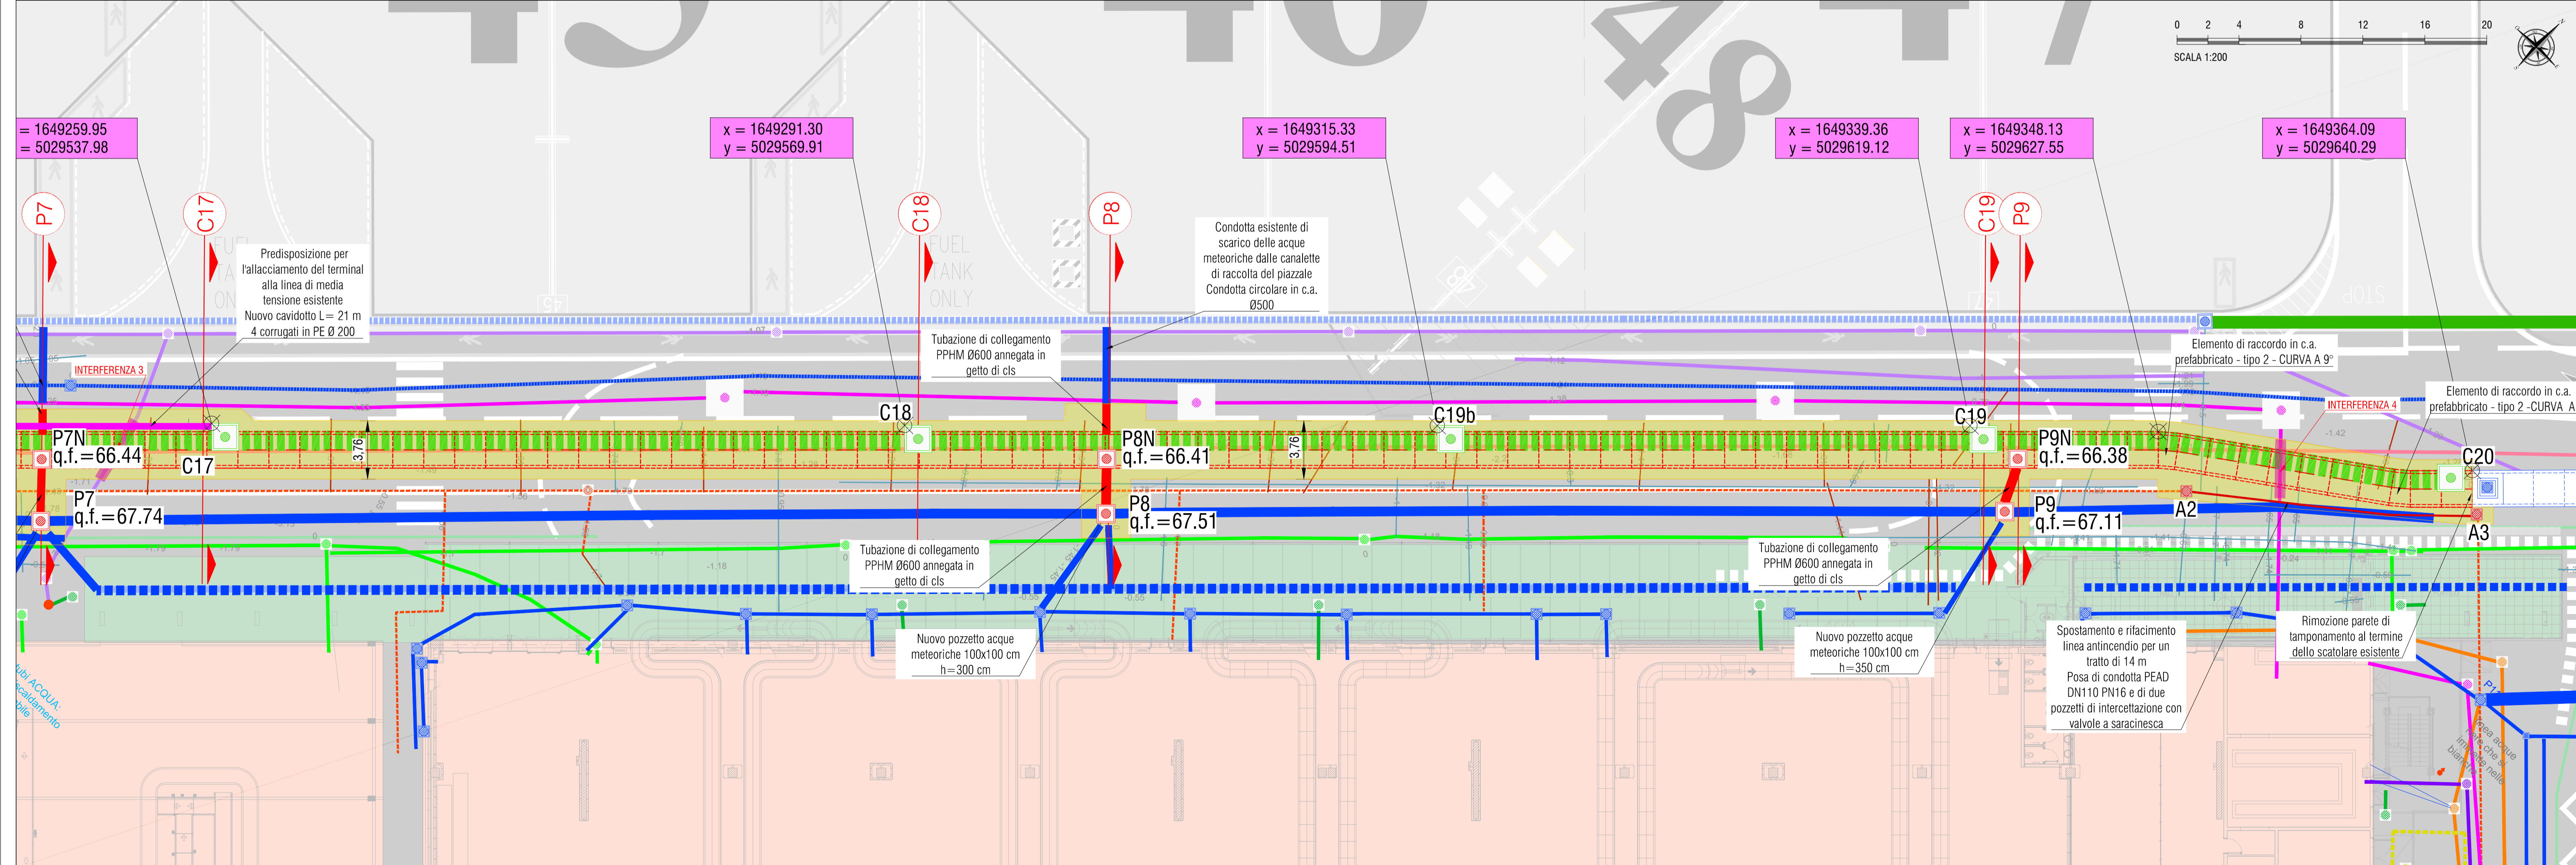 45
46
48
47
0 2 4 8 12 16 20
SCALA 1:200
= 1649259.95
= 5029537.98
x = 1649291.30
y = 5029569.91
x = 1649315.33
y = 5029594.51
x = 1649339.36
y = 5029619.12
x = 1649348.13
y = 5029627.55
x = 1649364.09
y = 5029640.29
P7
C17
C18
P8
C19
P9
FUEL
TANK
ONLY
Predisposizione per
l'allacciamento del terminal
alla linea di media
tensione esistente
Nuovo cavidotto L= 21 m
4 corrugati in PE Ø 200
Condotta esistente di
scarico delle acque
meteoriche dalle canalette
di raccolta del piazzale
Condotta circolare in c.a.
Ø500
Tubazione di collegamento
PPHM Ø600 annegata in
getto di cls
STOP
Elemento di raccordo in c.a.
prefabbricato - tipo 2 - CURVA A 9°
Elemento di raccordo in c.a.
prefabbricato - tipo 2 -CURVA A
INTERFERENZA 3
INTERFERENZA 4
P7N
q.f.=66.44
C17
3,76
C18
P8N
q.f.=66.41
3,76
C19b
C19
P9N
q.f.=66.38
C20
P7
q.f.=67.74
P8
q.f.=67.51
P9
q.f.=67.11
A2
A3
Tubazione di collegamento
PPHM Ø600 annegata in
getto di cls
Tubazione di collegamento
PPHM Ø600 annegata in
getto di cls
Nuovo pozzetto acque
meteoriche 100x100 cm
h=300 cm
Nuovo pozzetto acque
meteoriche 100x100 cm
h=350 cm
Spostamento e rifacimento
linea antincendio per un
tratto di 14 m
Posa di condotta PEAD
DN110 PN16 e di due
pozzetti di intercettazione con
valvole a saracinesca
Rimozione parete di
tamponamento al termine
dello scatolare esistente
tubi ACQUA:
scaldamento